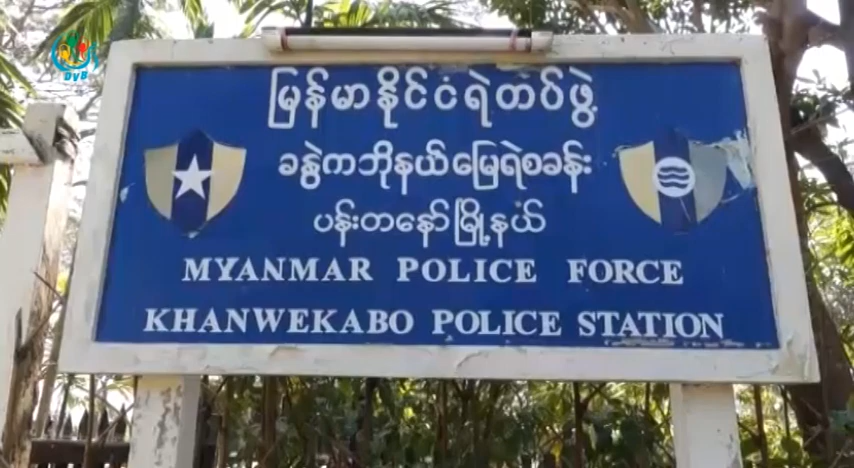 DVB
မြန်မာနိုင်ငံရဲတပ်ဖွဲ့
ခနွဲကဘိုနယ်မြေရဲစခန်း
ပန်းတနော်မြို့နယ်
MYANMAR POLICE FORCE
KHANWEKABO POLICE STATION